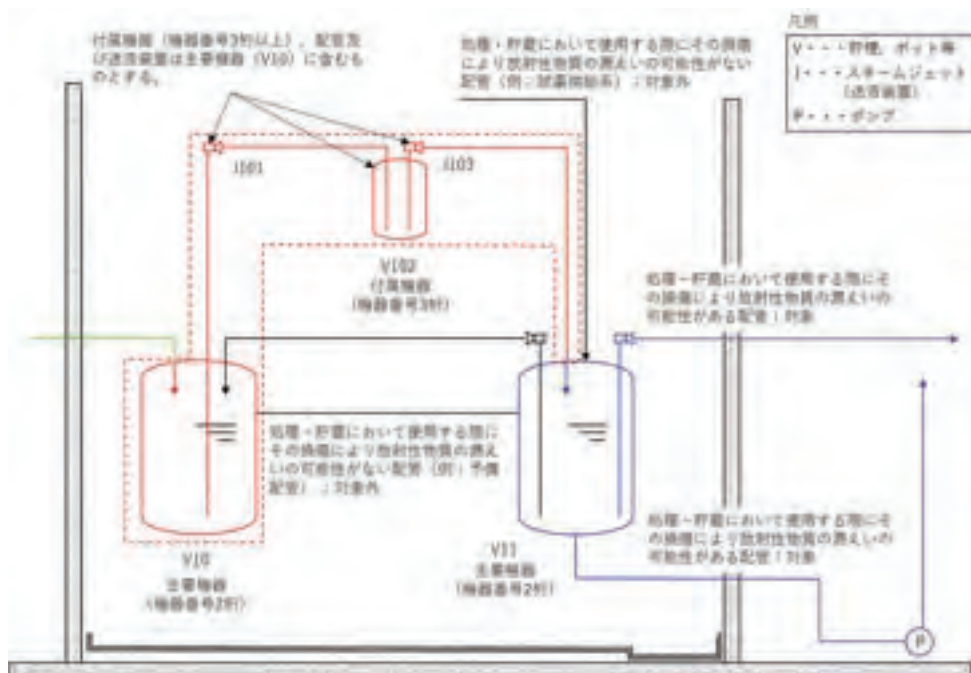 付属機器（機器番号3桁以上）、配管及
び送液装置は主要機器（V10）に含むも
のとする。
処理・貯蔵において使用する際にその損傷
により放射性物質の漏えいの可能性がない
配管（例：試薬供給系）：対象外
凡例
V・・・貯槽、ポット等
J・・・スチームジェット
（送液装置）
P・・・ポンプ
J101
J103
V102
付属機器
（機器番号3桁）
処理・貯蔵において使用する際にそ
の損傷により放射性物質の漏えいの
可能性がある配管：対象
処理・貯蔵において使用する際に
その損傷により放射性物質の漏え
いの可能性がない配管（例：予備
配管）：対象外
処理・貯蔵において使用する際にそ
の損傷により放射性物質の漏えいの
可能性がある配管：対象
V10
主要機器
（機器番号2桁）
V11
主要機器
（機器番号2桁）
P